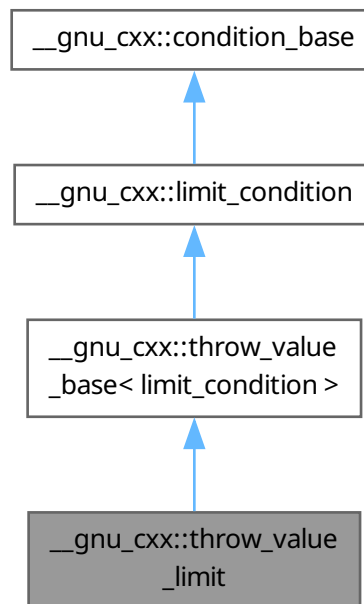 __gnu_cxx::condition_base
__gnu_cxx::limit_condition
__gnu_cxx::throw_value
_base< limit_condition >
__gnu_cxx::throw_value
_limit